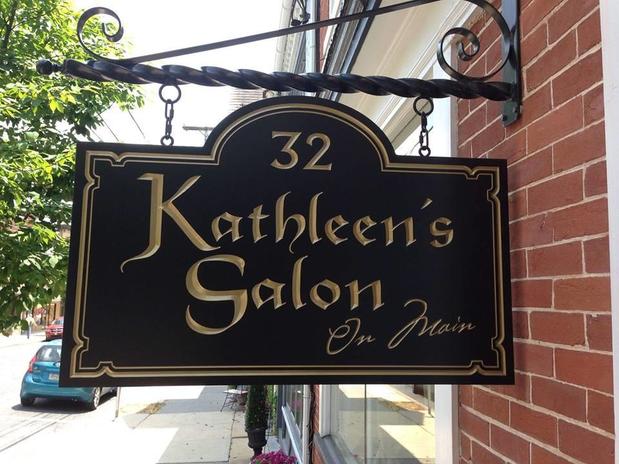 32
Kathleen's
Salon
On Main